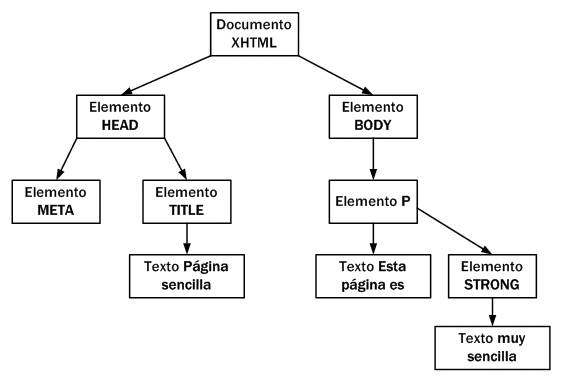 Documento
XHTML
Elemento
HEAD
Elemento
BODY
Elemento
META
Elemento
TITLE
Elemento P
Texto Página
sencilla
Texto Esta
página es
Elemento
STRONG
Texto muy
sencilla